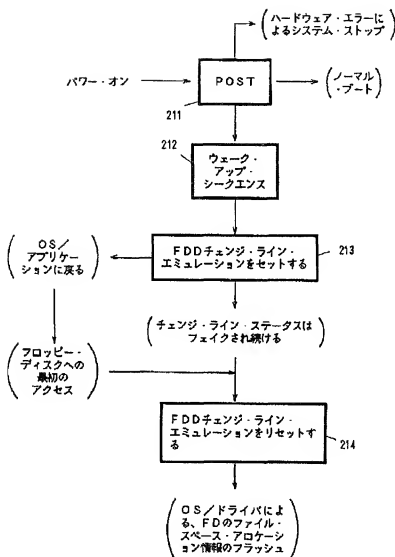 (ハードウェア・エラーに
よるシステム・ストップ)
パワー・オン
POST
(ノーマル
・ブート)
211
212
ウェーク・
アップ・
シークエンス
(OS/
アプリケー
ションに戻る)
FDDチェンジ・ライン・
エミュレーションをセットする
213
(チェンジ・ライン・ステータスは
フェイクされ続ける)
(フロッピー・
ディスクへの
最初の
アクセス)
FDDチェンジ・ライン・
エミュレーションをリセットす
る
214
(OS/ドライバによ
る、FDのファイル・
スペース・アロケーシ
ョン情報のフラッシュ)